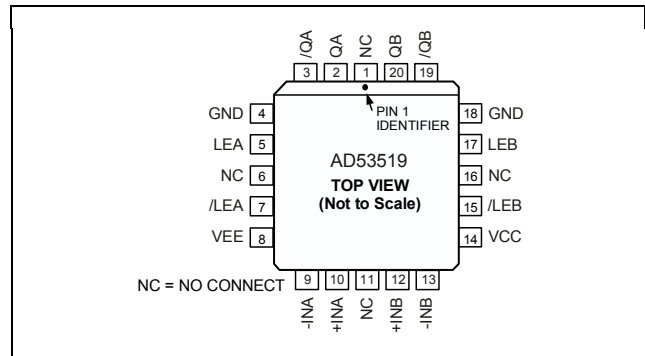 /QA QA NC QB /QB
3 2 1 20 19
PIN 1
IDENTIFIER
GND 4
LEA 5
NC 6
/LEA 7
VEE 8
18 GND
17 LEB
16 NC
15 /LEB
14 VCC
AD53519
TOP VIEW
(Not to Scale)
NC = NO CONNECT
9 10 11 12 13
-INA +INA NC +INB -INB